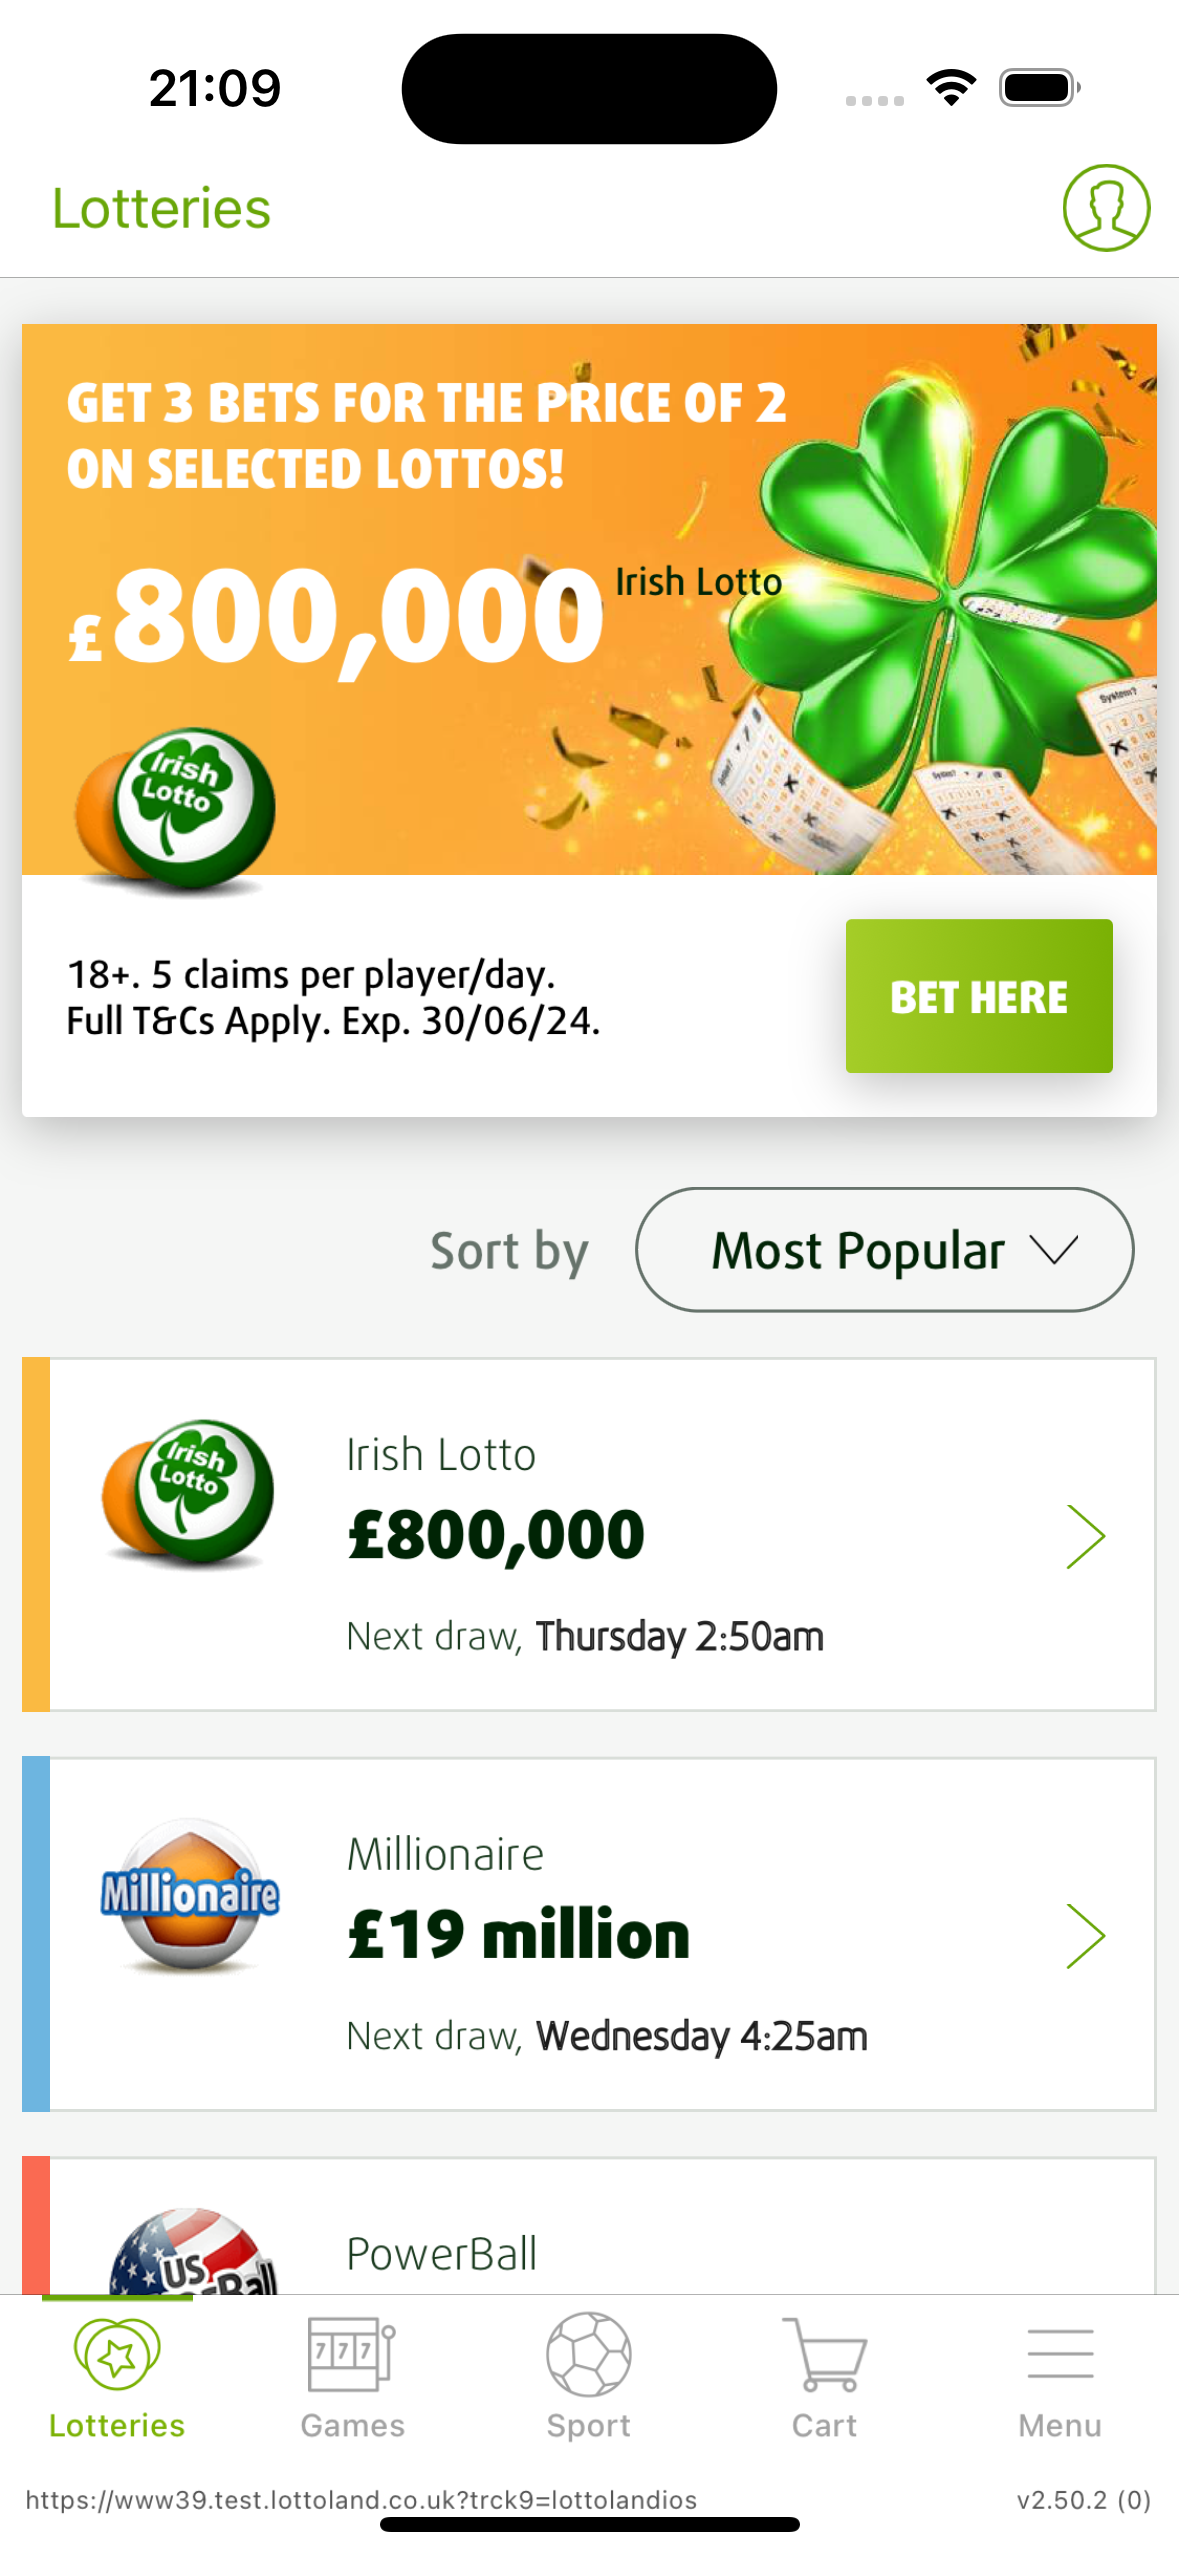 21:09
Lotteries
GET 3 BETS FOR THE PRICE OF 2
ON SELECTED LOTTOS!
£800,000 Irish Lotto
System?
System?
System?
Irish
Lotto
18+. 5 claims per player/day.
Full T&Cs Apply. Exp. 30/06/24.
BET HERE
Sort by
Most Popular
Irish
Lotto
Irish Lotto
£800,000
Next draw, Thursday 2:50am
Millionaire
Millionaire
£19 million
Next draw, Wednesday 4:25am
US
PowerBall
777
Lotteries
Games
Sport
Cart
Menu
https://www39.test.lottoland.co.uk?trck9=lottolandios
v2.50.2 (0)